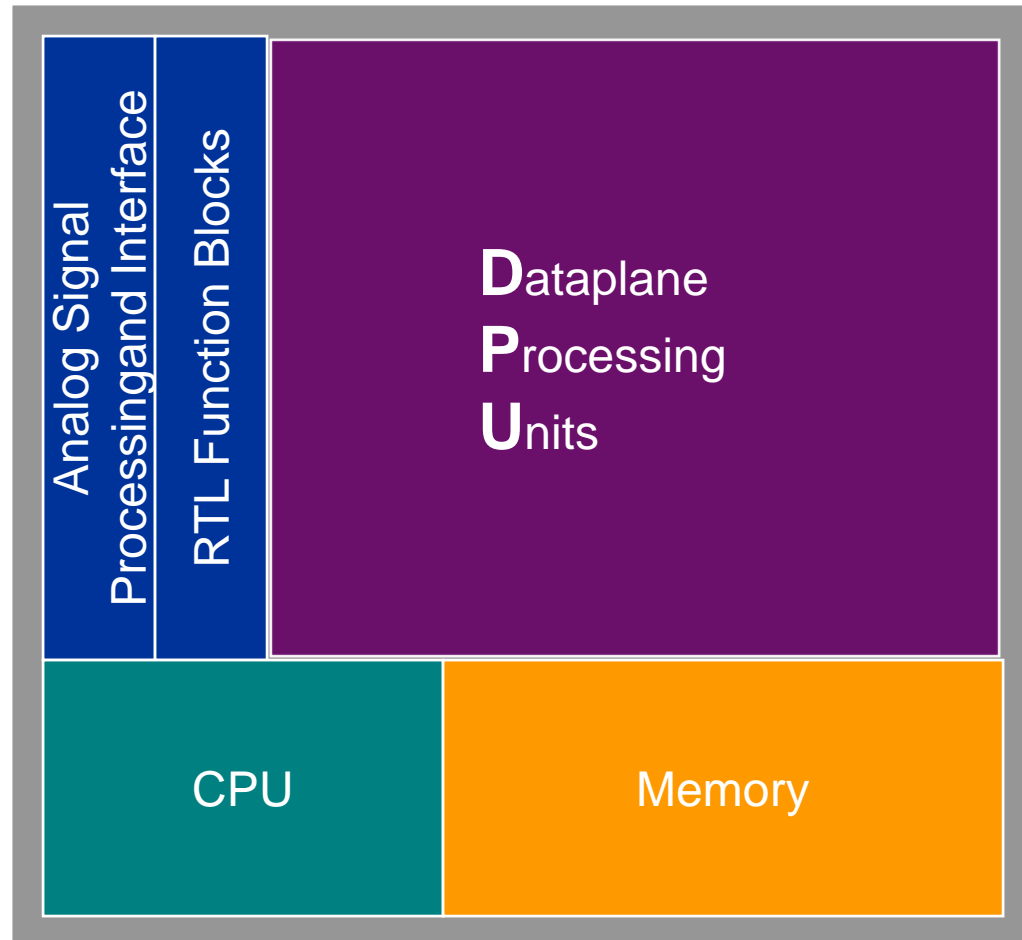 Analog Signal
Processingand Interface
RTL Function Blocks
Dataplane
Processing
Units
CPU
Memory